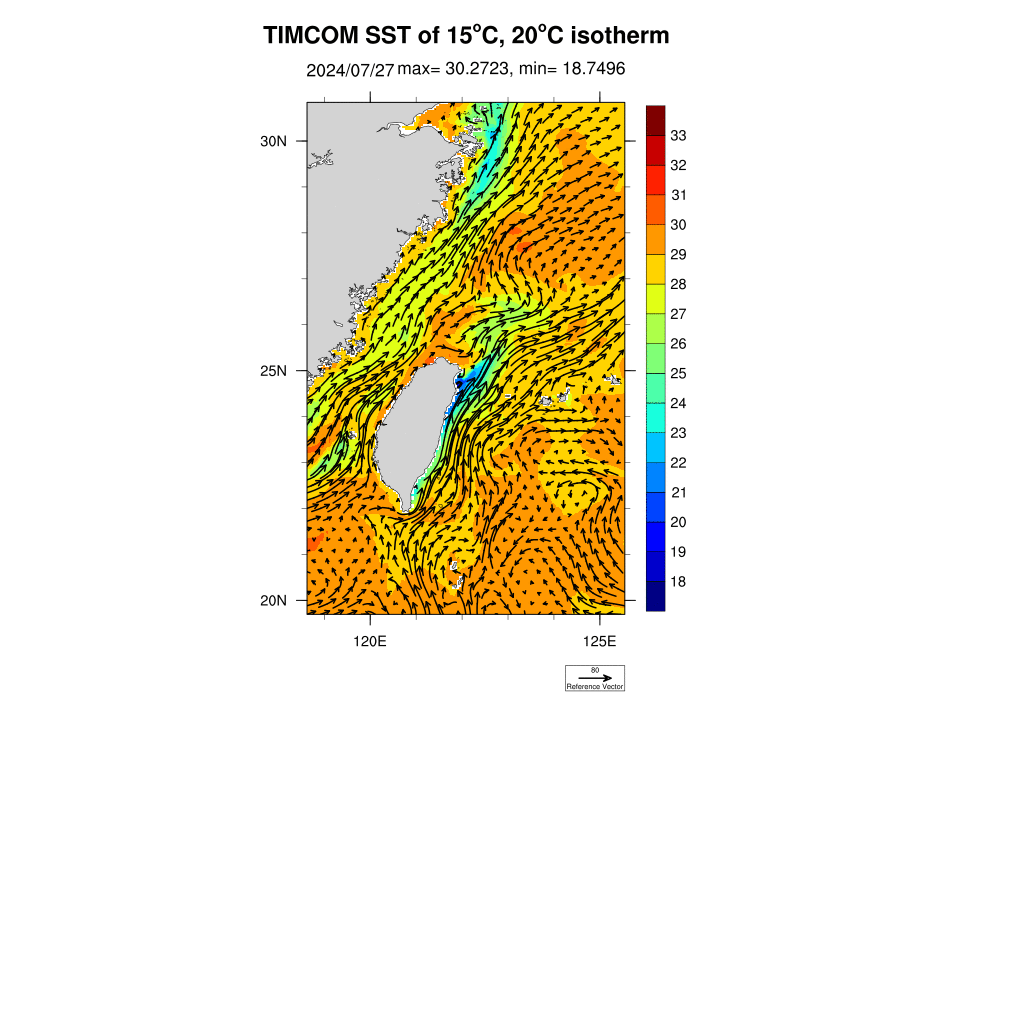 TIMCOM SST of 15°C, 20°C isotherm
2024/07/27 max= 30.2723, min= 18.7496
30N
25N
20N
120E
125E
33
32
31
30
29
28
27
26
25
24
23
22
21
20
19
18
80
Reference Vector